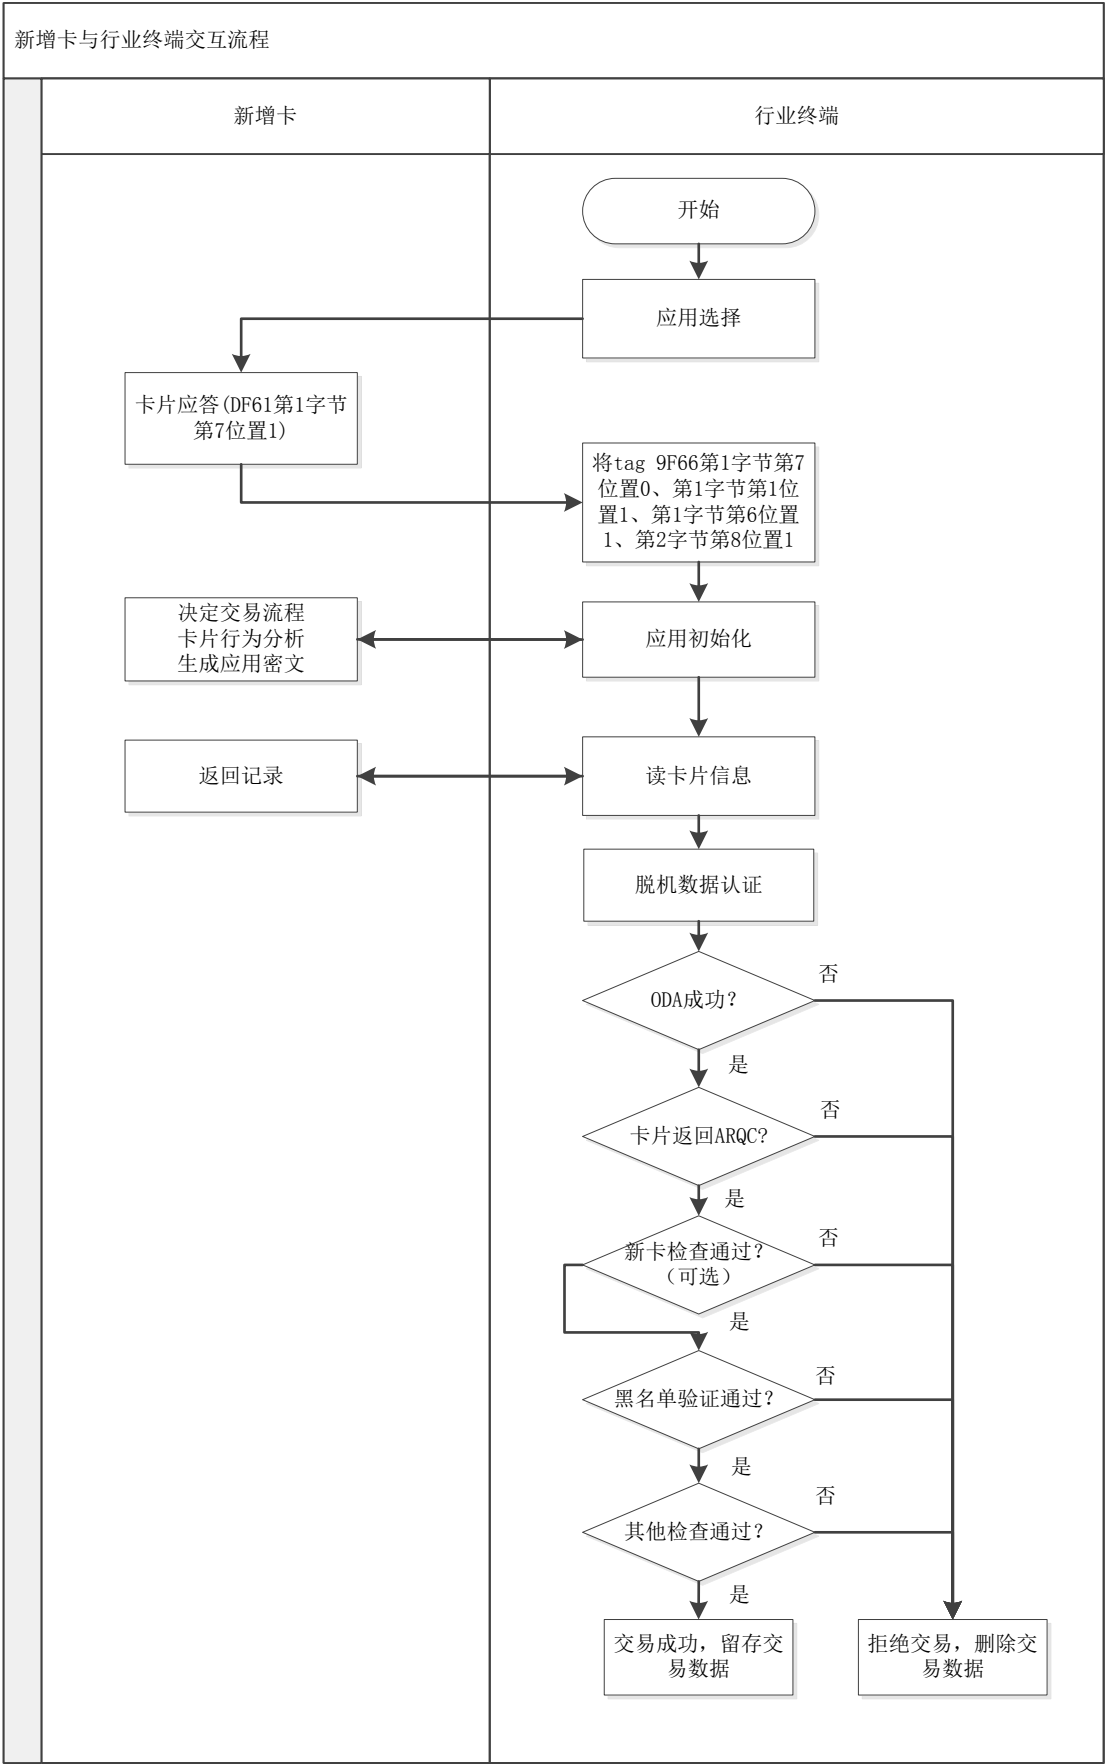 新增卡与行业终端交互流程
新增卡
行业终端
开始
应用选择
卡片应答(DF61第1字节
第7位置1)
将tag 9F66第1字节第7
位置0、第1字节第1位
置1、第1字节第6位置
1、第2字节第8位置1
决定交易流程
卡片行为分析
生成应用密文
应用初始化
返回记录
读卡片信息
脱机数据认证
ODA成功？
否
是
卡片返回ARQC?
否
是
新卡检查通过？
（可选）
否
是
黑名单验证通过？
否
是
其他检查通过？
否
是
交易成功，留存交
易数据
拒绝交易，删除交
易数据